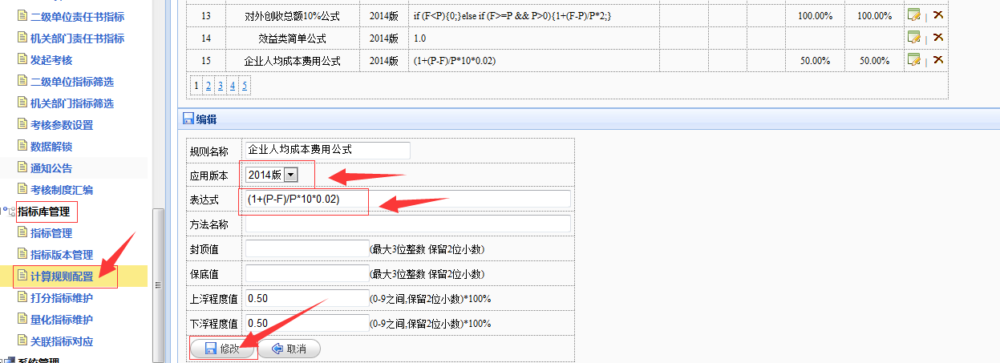 二级单位责任书指标
机关部门责任书指标
发起考核
二级单位指标筛选
机关部门指标筛选
考核参数设置
数据解锁
通知公告
考核制度汇编
指标库管理
指标管理
指标版本管理
计算规则配置
打分指标维护
量化指标维护
关联指标对应
系统管理
13 对外创收总额10%公式 2014版 if (F<P){0;}else if (F>=P && P>0){1+(F-P)/P*2;} 100.00% 100.00% |
14 效益类简单公式 2014版 1.0 |
15 企业人均成本费用公式 2014版 (1+(P-F)/P*10*0.02) 50.00% 50.00% |
1 2 3 4 5
编辑
规则名称 企业人均成本费用公式
应用版本 2014版
表达式 (1+(P-F)/P*10*0.02)
方法名称
封顶值 (最大3位整数 保留2位小数)
保底值 (最大3位整数 保留2位小数)
上浮程度值 0.50 (0-9之间,保留2位小数)*100%
下浮程度值 0.50 (0-9之间,保留2位小数)*100%
修改 取消